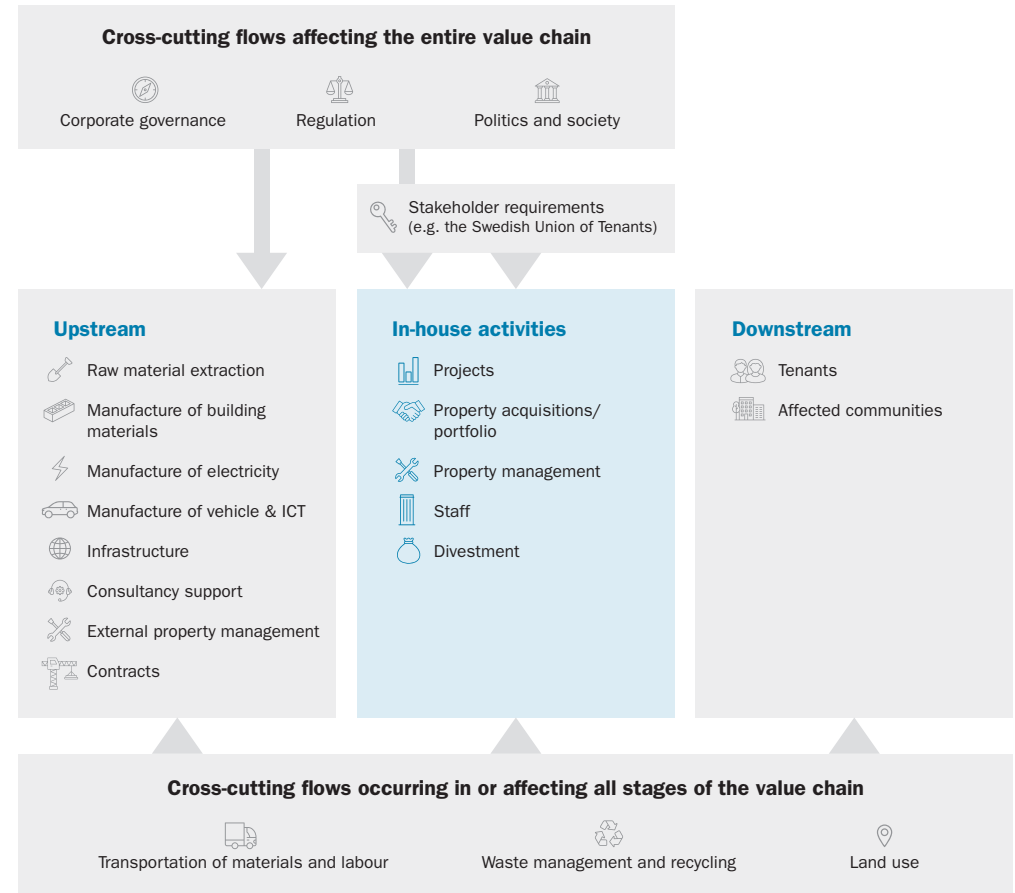 Cross-cutting flows affecting the entire value chain
Corporate governance
Regulation
Politics and society
Stakeholder requirements
(e.g. the Swedish Union of Tenants)
Upstream
Raw material extraction
Manufacture of building
materials
Manufacture of electricity
Manufacture of vehicle & ICT
Infrastructure
Consultancy support
External property management
Contracts
In-house activities
Projects
Property acquisitions/
portfolio
Property management
Staff
Divestment
Downstream
Tenants
Affected communities
Cross-cutting flows occurring in or affecting all stages of the value chain
Transportation of materials and labour
Waste management and recycling
Land use